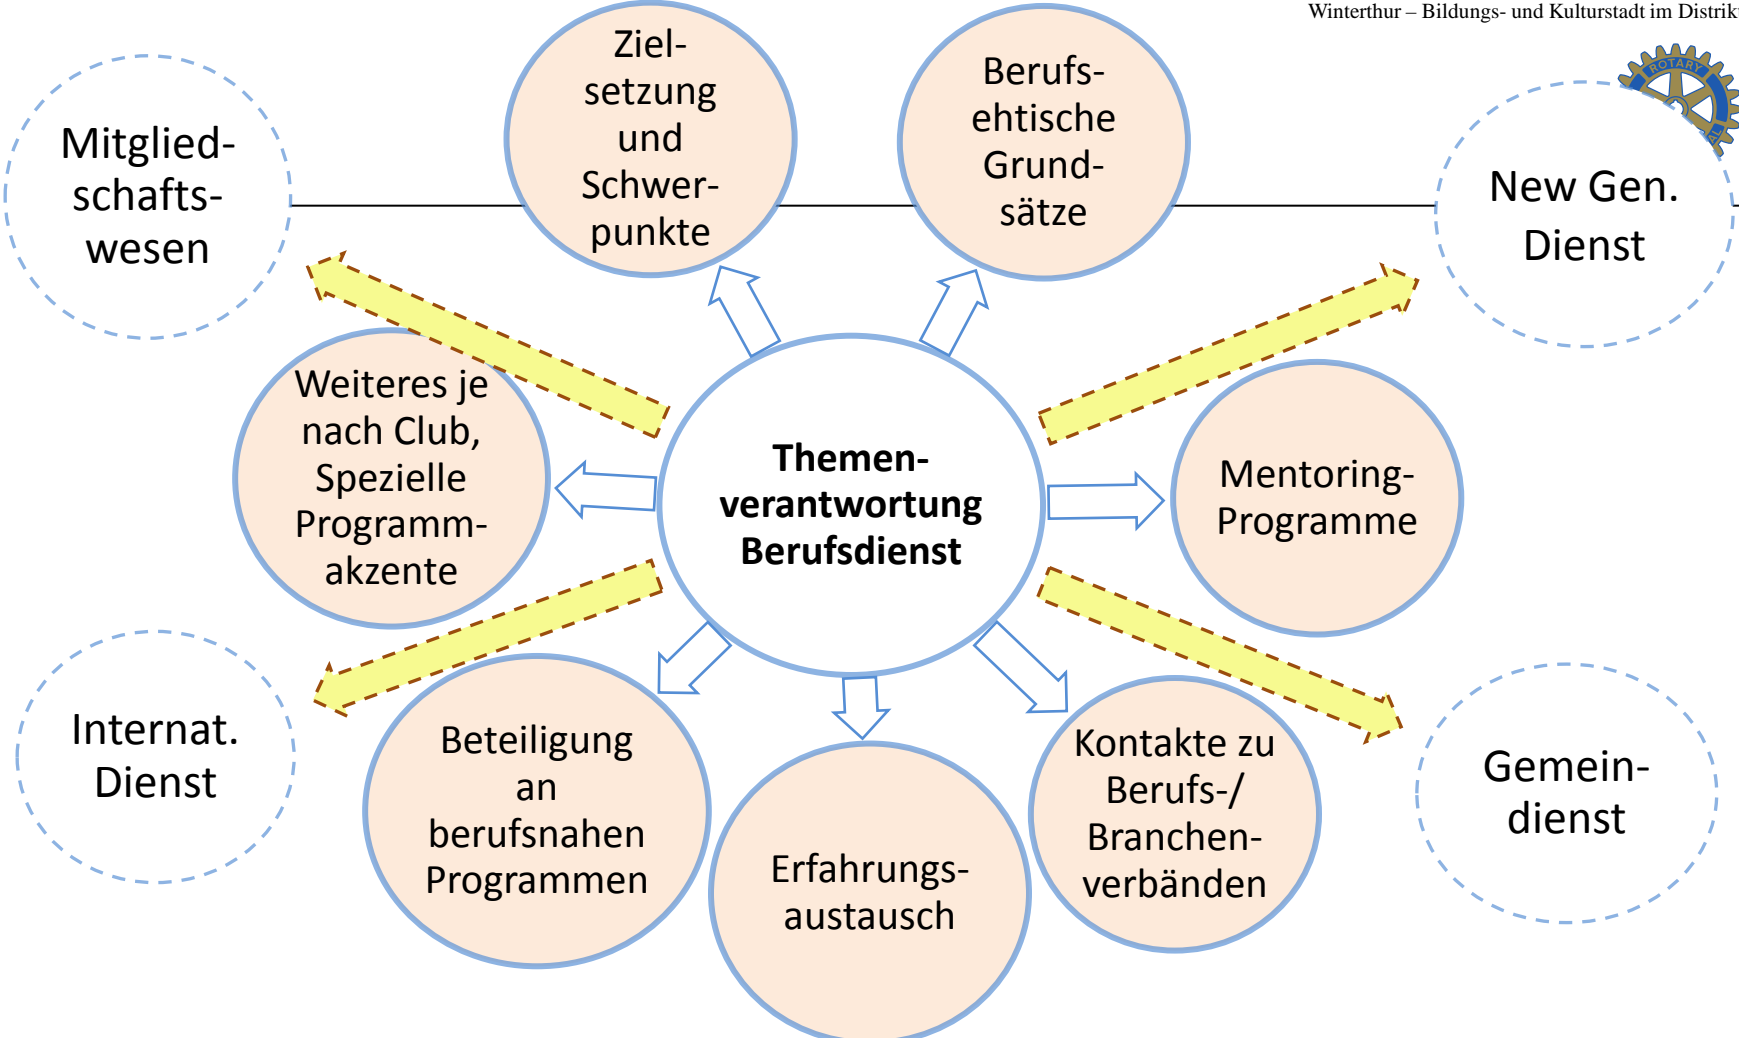 Winterthur – Bildungs- und Kulturstadt im Distrik
ROTARY
Mitglied-
schafts-
wesen
Ziel-
setzung
und
Schwer-
punkte
Berufs-
ehtische
Grund-
sätze
New Gen.
Dienst
Weiteres je
nach Club,
Spezielle
Programm-
akzente
Themen-
verantwortung
Berufsdienst
Mentoring-
Programme
Internat.
Dienst
Beteiligung
an
berufsnahen
Programmen
Erfahrungs-
austausch
Kontakte zu
Berufs-/
Branchen-
verbänden
Gemein-
dienst